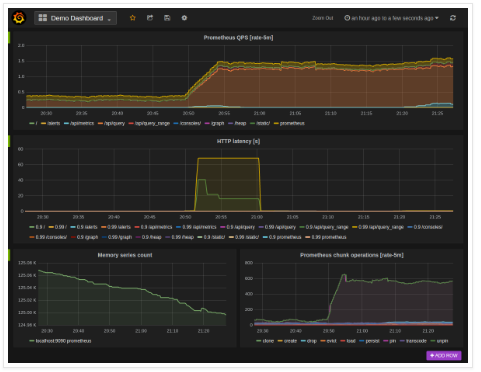 Demo Dashboard
Zoom Out
an hour ago to a few seconds ago
Prometheus QPS [rate-5m]
2.0
1.5
1.0
0.5
0
20:30 20:35 20:40 20:45 20:50 20:55 21:00 21:05 21:10 21:15 21:20 21:25
/ /alerts /api/metrics /api/query /api/query_range /consoles/ /graph /heap /static/ prometheus
HTTP latency [s]
80
60
40
20
0
20:30 20:35 20:40 20:45 20:50 20:55 21:00 21:05 21:10 21:15 21:20 21:25
0.9 / 0.99 / 0.9 /alerts 0.99 /alerts 0.9 /api/metrics 0.99 /api/metrics 0.9 /api/query 0.99 /api/query 0.9 /api/query_range 0.99 /api/query_range 0.9 /consoles/
0.99 /consoles/ 0.9 /graph 0.99 /graph 0.9 /heap 0.99 /heap 0.9 /static/ 0.99 /static/ 0.9 prometheus 0.99 prometheus
Memory series count
125.08 K
125.06 K
125.04 K
125.02 K
125.00 K
124.98 K
20:30 20:40 20:50 21:00 21:10 21:20
localhost:9090 prometheus
Prometheus chunk operations [rate-5m]
800
600
400
200
0
20:30 20:40 20:50 21:00 21:10 21:20
clone create drop evict load persist pin transcode unpin
ADD ROW